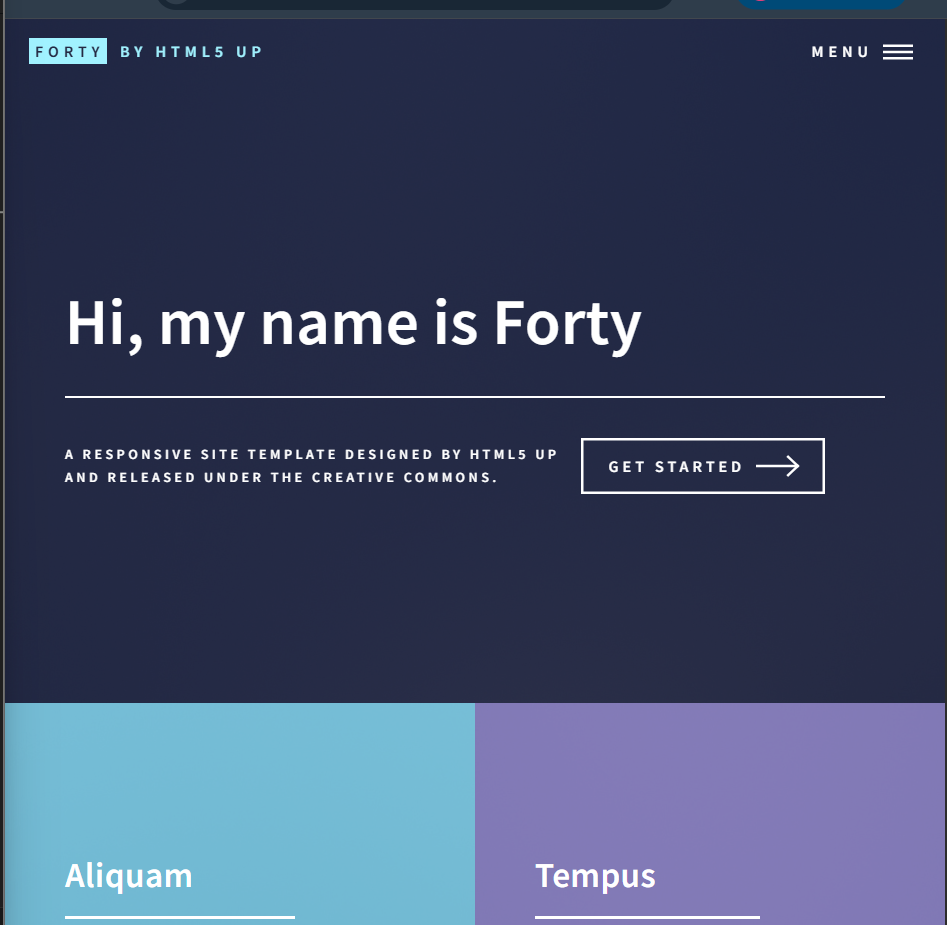 FORTY BY HTML5 UP
MENU
Hi, my name is Forty
A RESPONSIVE SITE TEMPLATE DESIGNED BY HTML5 UP
AND RELEASED UNDER THE CREATIVE COMMONS.
GET STARTED
Aliquam
Tempus